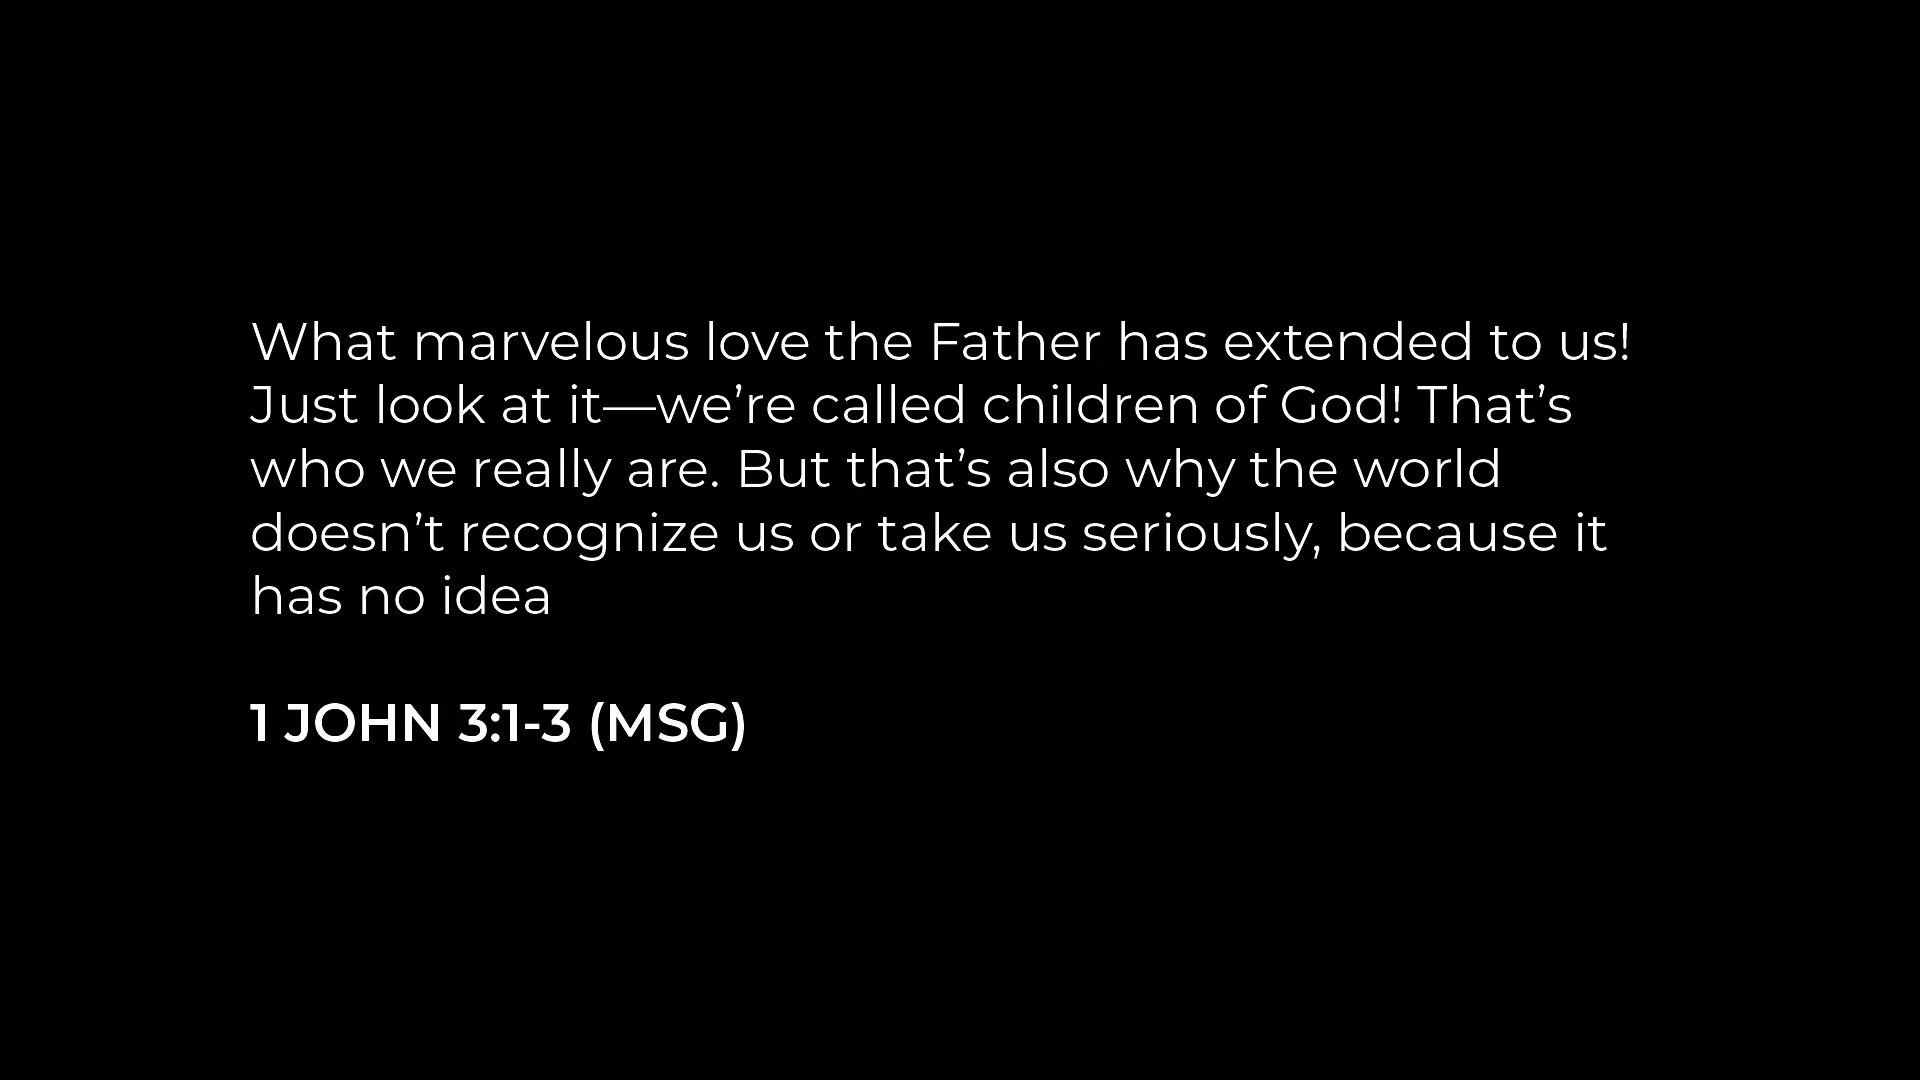 What marvelous love the Father has extended to us!
Just look at it—we’re called children of God! That’s
who we really are. But that’s also why the world
doesn’t recognize us or take us seriously, because it
has no idea
1 JOHN 3:1-3 (MSG)